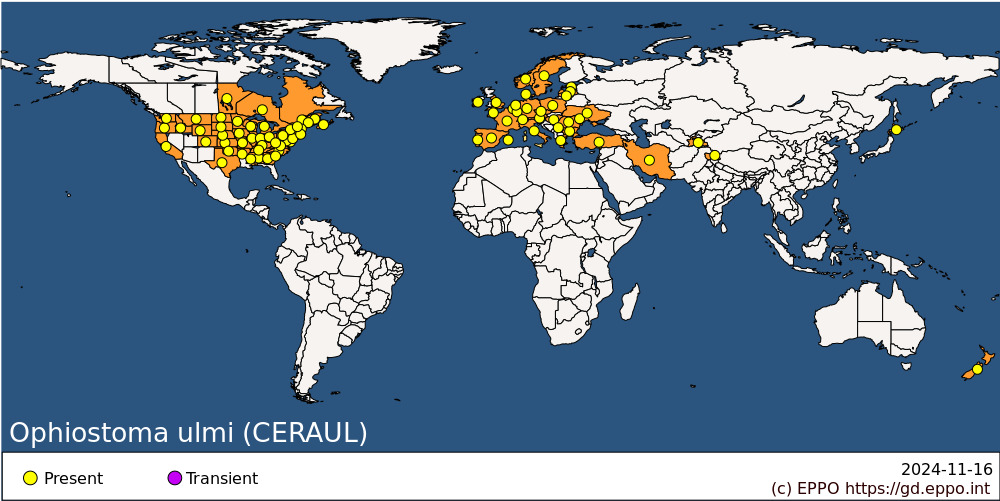 Ophiostoma ulmi (CERAUL)
Present
Transient
2024-11-16
(c) EPPO https://gd.eppo.int